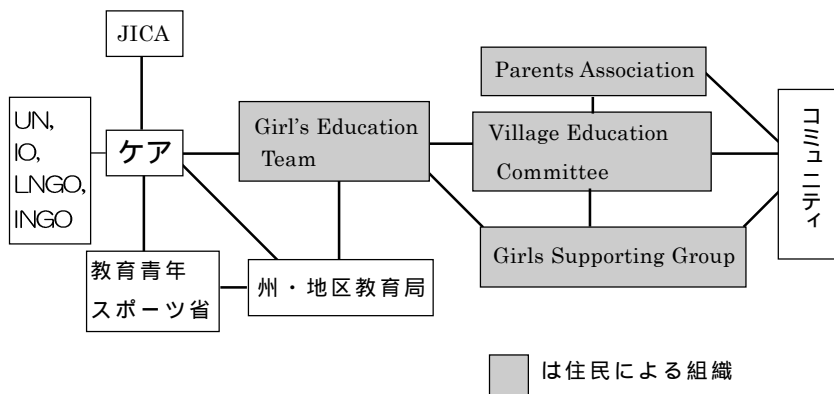 JICA
UN,
IO,
LNGO,
INGO
ケア
Girl's Education
Team
Parents Association
Village Education
Committee
Girls Supporting Group
コミュニティ
教育青年
スポーツ省
州・地区教育局
は住民による組織